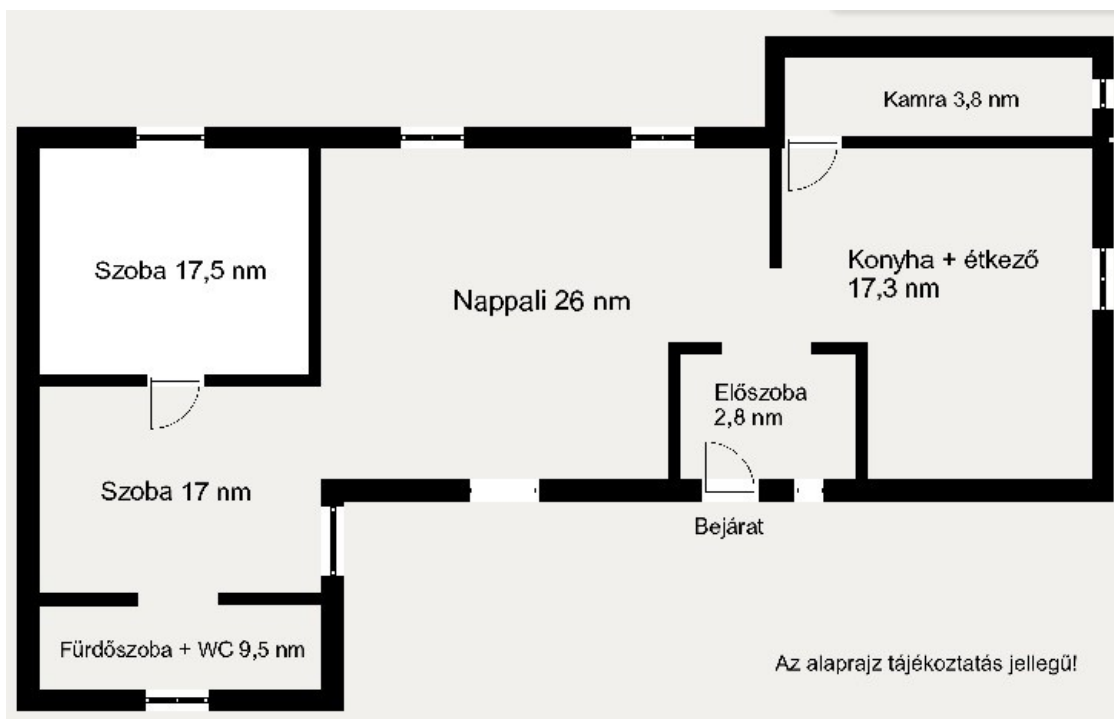 Kamra 3,8 nm
Szoba 17,5 nm
Nappali 26 nm
Konyha + étkező
17,3 nm
Előszoba
2,8 nm
Szoba 17 nm
Bejárat
Fürdőszoba + WC 9,5 nm
Az alaprajz tájékoztatás jellegű!